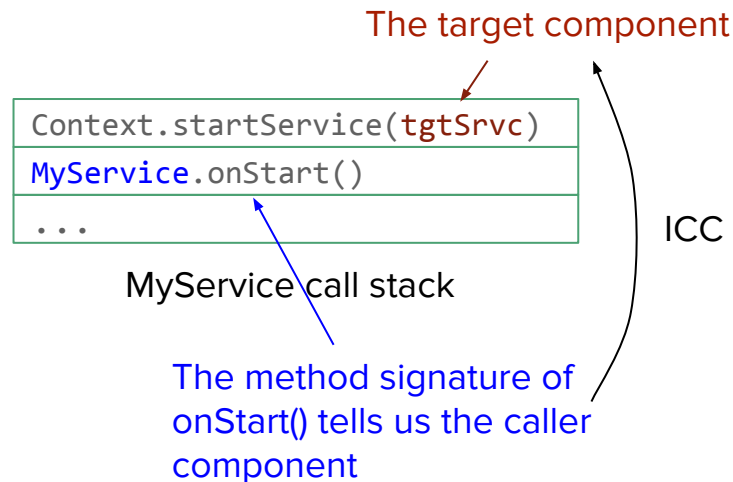 The target component
Context.startService(tgtSrvc)
MyService.onStart()
...
ICC
MyService call stack
The method signature of
onStart() tells us the caller
component